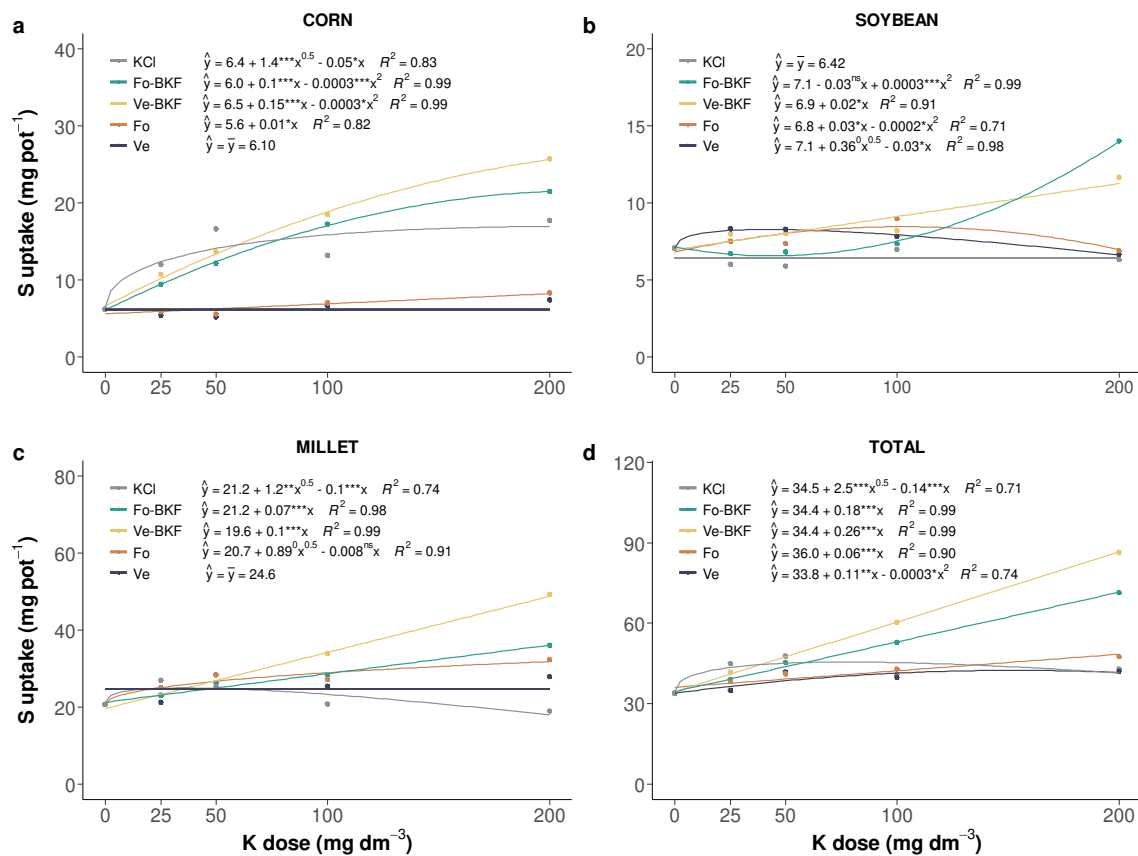 a
CORN
S uptake (mg pot⁻¹)
40
30
20
10
0
KCl ŷ = 6.4 + 1.4***x^0.5 - 0.05*x R² = 0.83
Fo-BKF ŷ = 6.0 + 0.1***x - 0.0003***x² R² = 0.99
Ve-BKF ŷ = 6.5 + 0.15***x - 0.0003*x² R² = 0.99
Fo ŷ = 5.6 + 0.01*x R² = 0.82
Ve ŷ = y̅ = 6.10
0 25 50 100 200
b
SOYBEAN
20
15
10
5
0
KCl ŷ = y̅ = 6.42
Fo-BKF ŷ = 7.1 - 0.03^ns x + 0.0003***x² R² = 0.99
Ve-BKF ŷ = 6.9 + 0.02*x R² = 0.91
Fo ŷ = 6.8 + 0.03*x - 0.0002*x² R² = 0.71
Ve ŷ = 7.1 + 0.36⁰x^0.5 - 0.03*x R² = 0.98
0 25 50 100 200
c
MILLET
S uptake (mg pot⁻¹)
80
60
40
20
0
KCl ŷ = 21.2 + 1.2**x^0.5 - 0.1***x R² = 0.74
Fo-BKF ŷ = 21.2 + 0.07***x R² = 0.98
Ve-BKF ŷ = 19.6 + 0.1***x R² = 0.99
Fo ŷ = 20.7 + 0.89⁰x^0.5 - 0.008^ns x R² = 0.91
Ve ŷ = y̅ = 24.6
0 25 50 100 200
K dose (mg dm⁻³)
d
TOTAL
120
90
60
30
0
KCl ŷ = 34.5 + 2.5***x^0.5 - 0.14***x R² = 0.71
Fo-BKF ŷ = 34.4 + 0.18***x R² = 0.99
Ve-BKF ŷ = 34.4 + 0.26***x R² = 0.99
Fo ŷ = 36.0 + 0.06***x R² = 0.90
Ve ŷ = 33.8 + 0.11**x - 0.0003*x² R² = 0.74
0 25 50 100 200
K dose (mg dm⁻³)